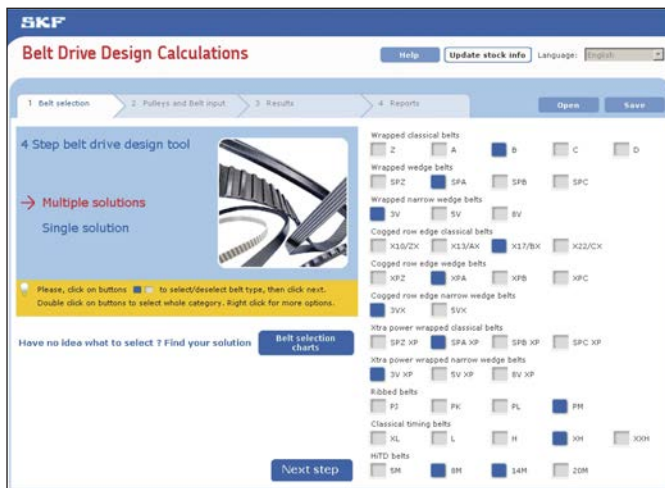 SKF
Belt Drive Design Calculations
Help
Update stock info
Language:
English
1 Belt selection
2 Pulleys and Belt input
3 Results
4 Reports
Open
Save
4 Step belt drive design tool
Multiple solutions
Single solution
Please, click on buttons to select/deselect belt type, then click next.
Double click on buttons to select whole category. Right click for more options.
Have no idea what to select ? Find your solution
Belt selection
charts
Next step
Wrapped classical belts
Z A B C D
Wrapped wedge belts
SPZ SPA SPB SPC
Wrapped narrow wedge belts
3V 5V 8V
Cogged row edge classical belts
X10/ZX X13/AX X17/BX X22/CX
Cogged row edge wedge belts
XPZ XPA XPB XPC
Cogged row edge narrow wedge belts
3VX 5VX
Xtra power wrapped classical belts
SPZ XP SPA XP SPB XP SPC XP
Xtra power wrapped narrow wedge belts
3V XP 5V XP 8V XP
Ribbed belts
PJ PK PL PM
Classical timing belts
XL L H XH XXH
HiTD belts
5M 8M 14M 20M